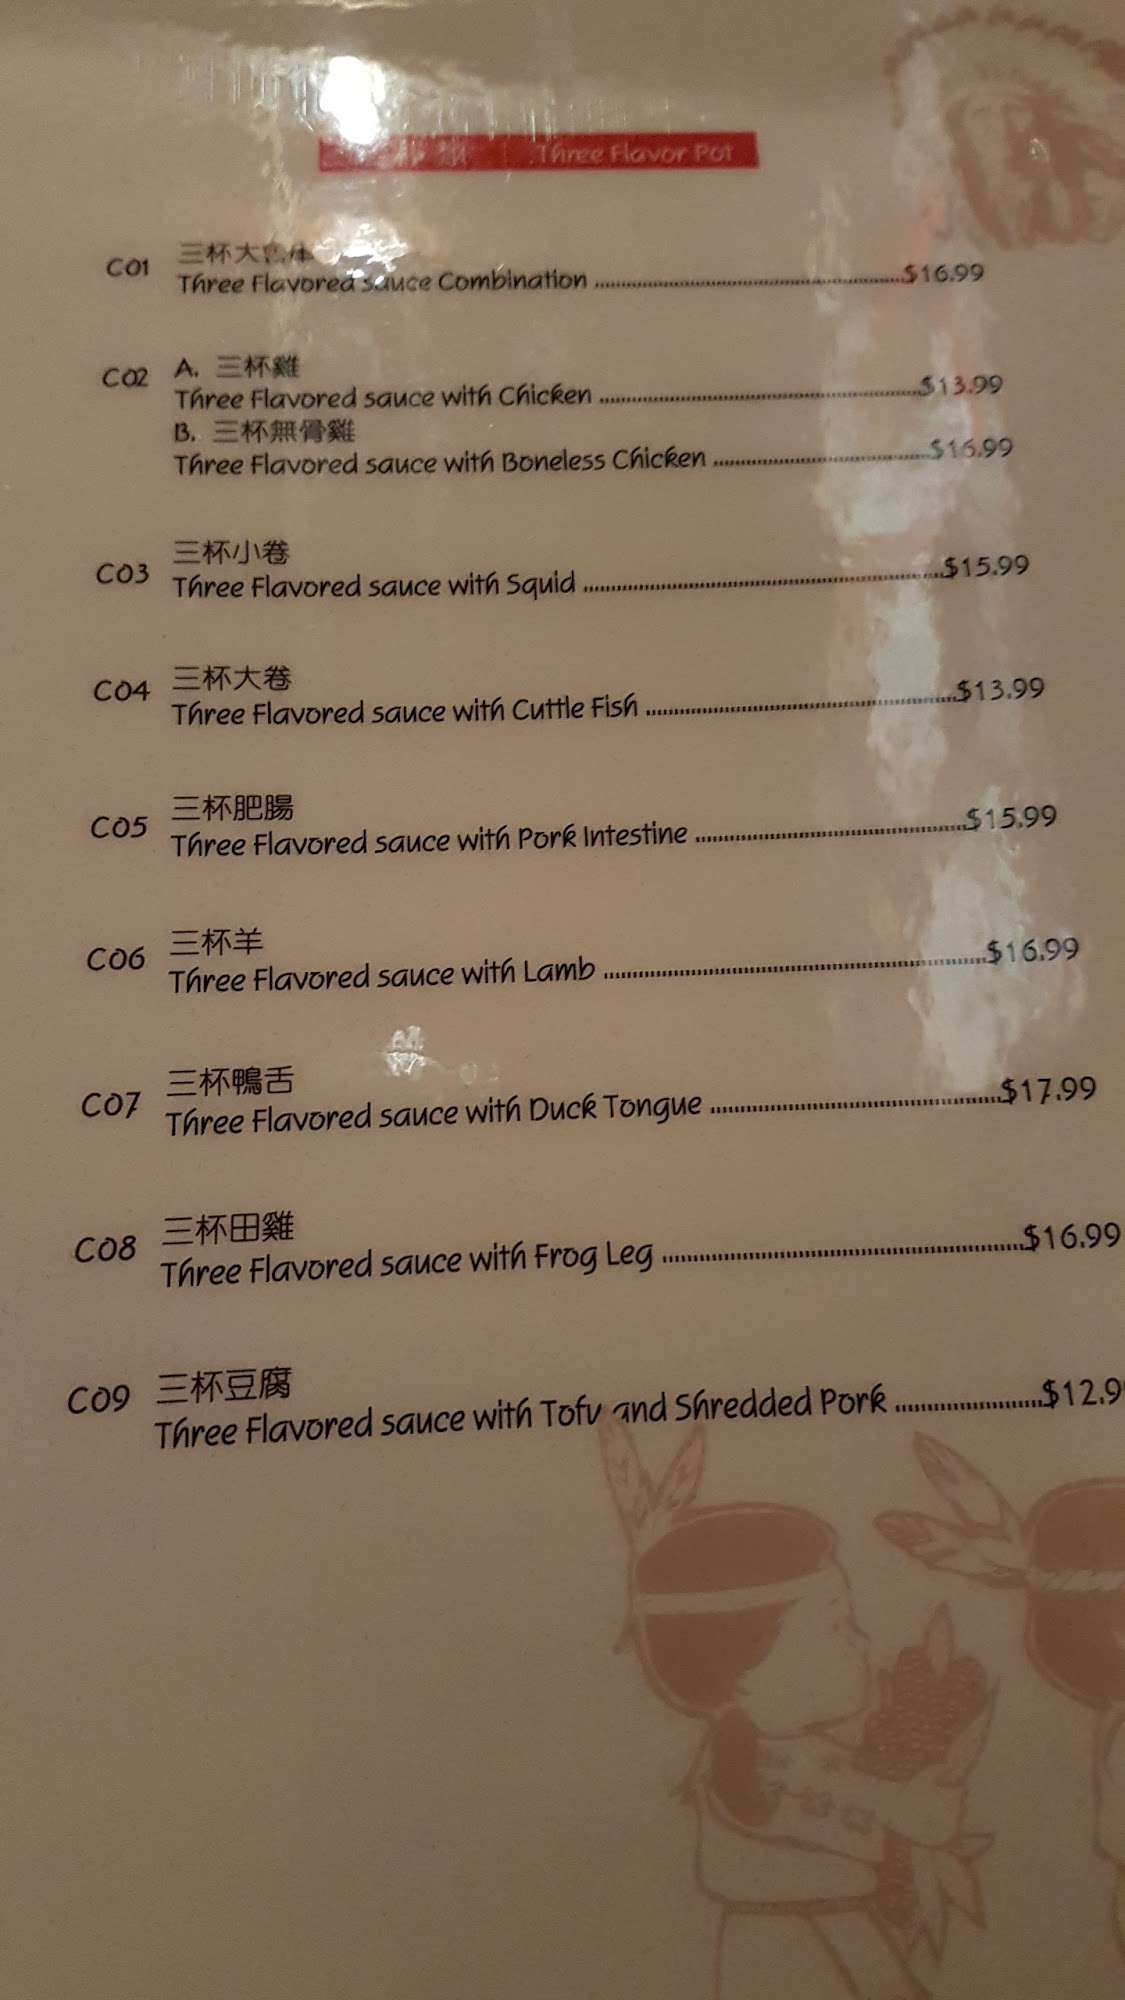 杯類 Three Flavor Pot
C01 三杯大
Three Flavored sauce Combination $16.99
C02 A. 三杯雞
Three Flavored sauce with Chicken $13.99
B. 三杯無骨雞
Three Flavored sauce with Boneless Chicken $16.99
C03 三杯小卷
Three Flavored sauce with Squid $15.99
C04 三杯大卷
Three Flavored sauce with Cuttle Fish $13.99
C05 三杯肥腸
Three Flavored sauce with Pork Intestine $15.99
C06 三杯羊
Three Flavored sauce with Lamb $16.99
C07 三杯鴨舌
Three Flavored sauce with Duck Tongue $17.99
C08 三杯田雞
Three Flavored sauce with Frog Leg $16.99
C09 三杯豆腐
Three Flavored sauce with Tofu and Shredded Pork $12.9